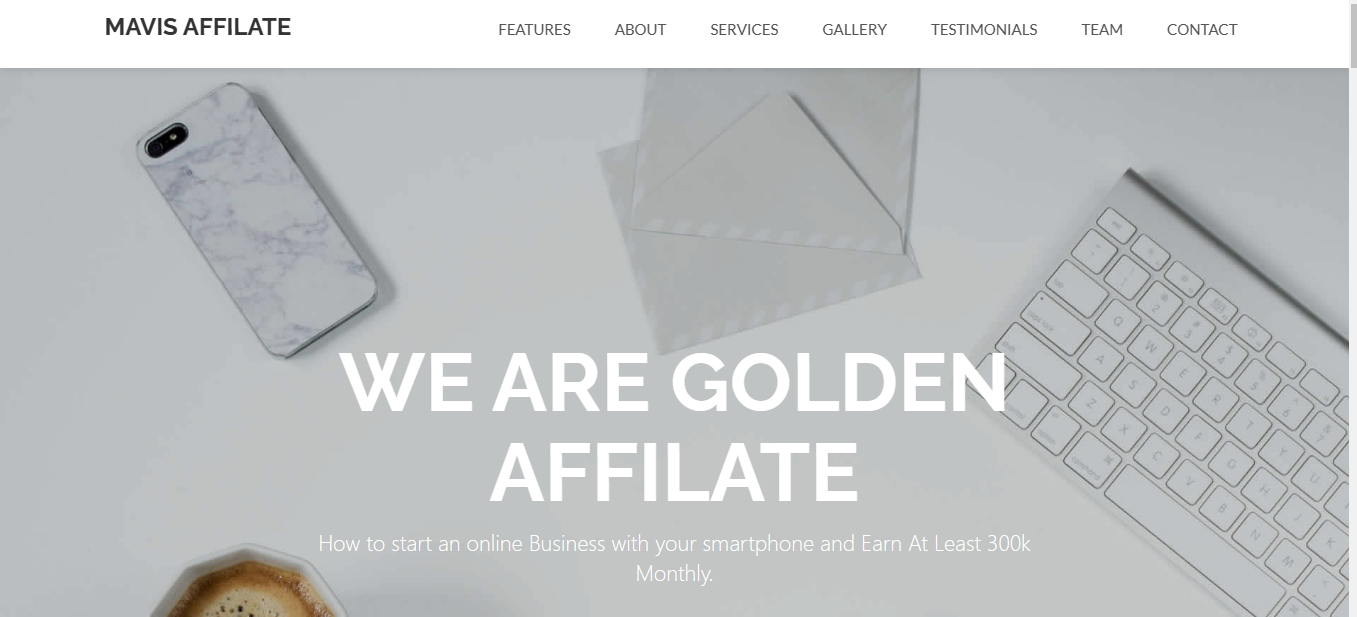 MAVIS AFFILATE
FEATURES ABOUT SERVICES GALLERY TESTIMONIALS TEAM CONTACT
WE ARE GOLDEN
AFFILATE
How to start an online Business with your smartphone and Earn At Least 300k
Monthly.